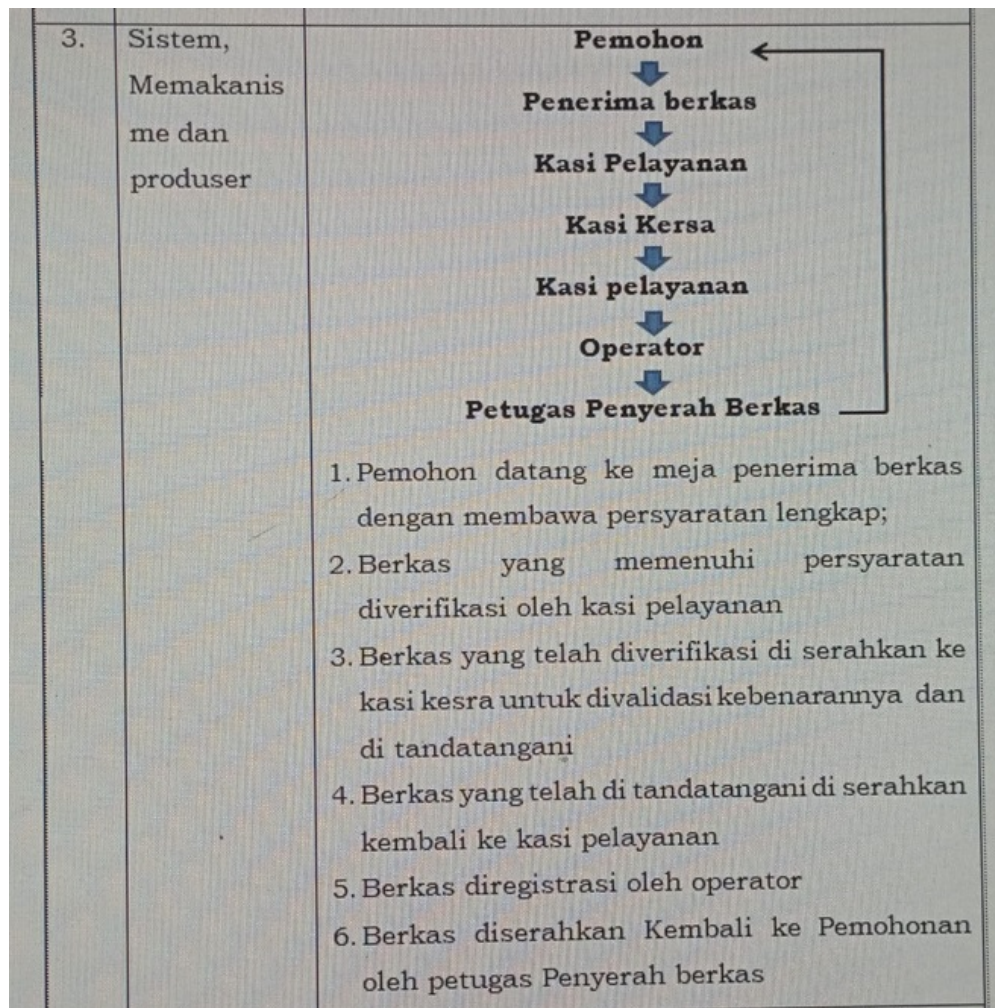 3.
Sistem,
Memakanis
me dan
produser
Pemohon
Penerima berkas
Kasi Pelayanan
Kasi Kersa
Kasi pelayanan
Operator
Petugas Penyerah Berkas
1. Pemohon datang ke meja penerima berkas
dengan membawa persyaratan lengkap;
2. Berkas yang memenuhi persyaratan
diverifikasi oleh kasi pelayanan
3. Berkas yang telah diverifikasi di serahkan ke
kasi kesra untuk divalidasi kebenarannya dan
di tandatangani
4. Berkas yang telah di tandatangani di serahkan
kembali ke kasi pelayanan
5. Berkas diregistrasi oleh operator
6. Berkas diserahkan Kembali ke Pemohonan
oleh petugas Penyerah berkas